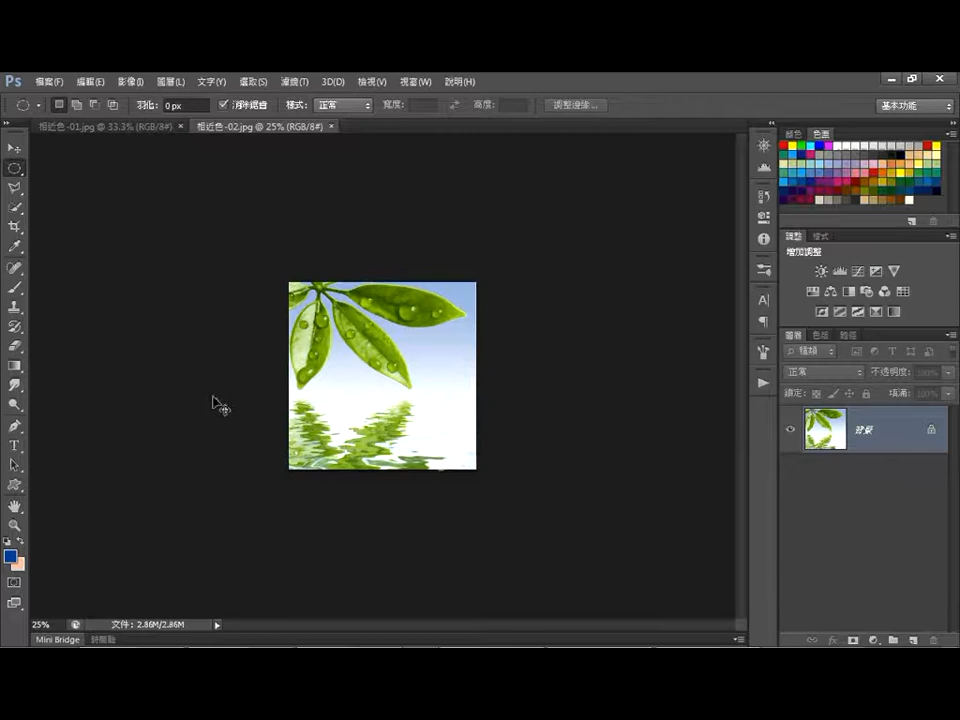 Ps 檔案(F) 編輯(E) 影像(I) 圖層(L) 文字(Y) 選取(S) 濾鏡(T) 3D(D) 檢視(V) 視窗(W) 說明(H)
羽化: 0 px 消除鋸齒 樣式: 正常 寬度: 高度: 調整邊緣... 基本功能
相近色-01.jpg @ 33.3% (RGB/8#) × 相近色-02.jpg @ 25% (RGB/8#) ×
顏色 色票
調整 樣式
增加調整
圖層 色版 路徑
種類
正常 不透明度: 100%
鎖定: 填滿: 100%
背景
25% 文件: 2.86M/2.86M
Mini Bridge 時間軸